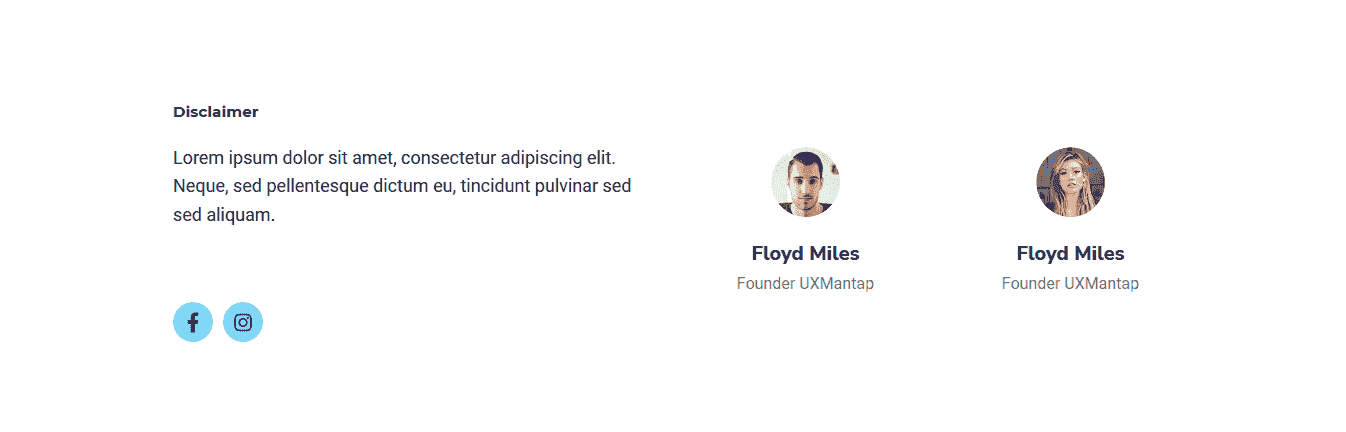 Disclaimer
Lorem ipsum dolor sit amet, consectetur adipiscing elit.
Neque, sed pellentesque dictum eu, tincidunt pulvinar sed
sed aliquam.
Floyd Miles
Founder UXMantap
Floyd Miles
Founder UXMantap